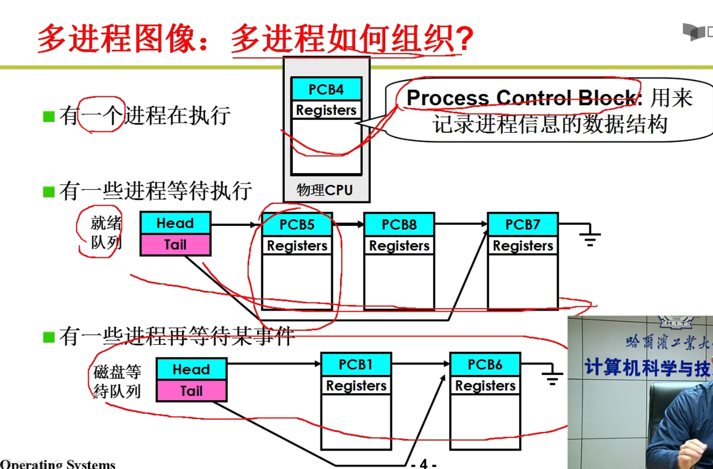 多进程图像：多进程如何组织?
PCB4
Registers
物理CPU
Process Control Block: 用来
记录进程信息的数据结构
有一个进程在执行
有一些进程等待执行
就绪
队列
Head
Tail
PCB5
Registers
PCB8
Registers
PCB7
Registers
有一些进程再等待某事件
磁盘等
待队列
Head
Tail
PCB1
Registers
PCB6
Registers
哈尔滨工业大
计算机科学与技
Operating Systems
- 4 -